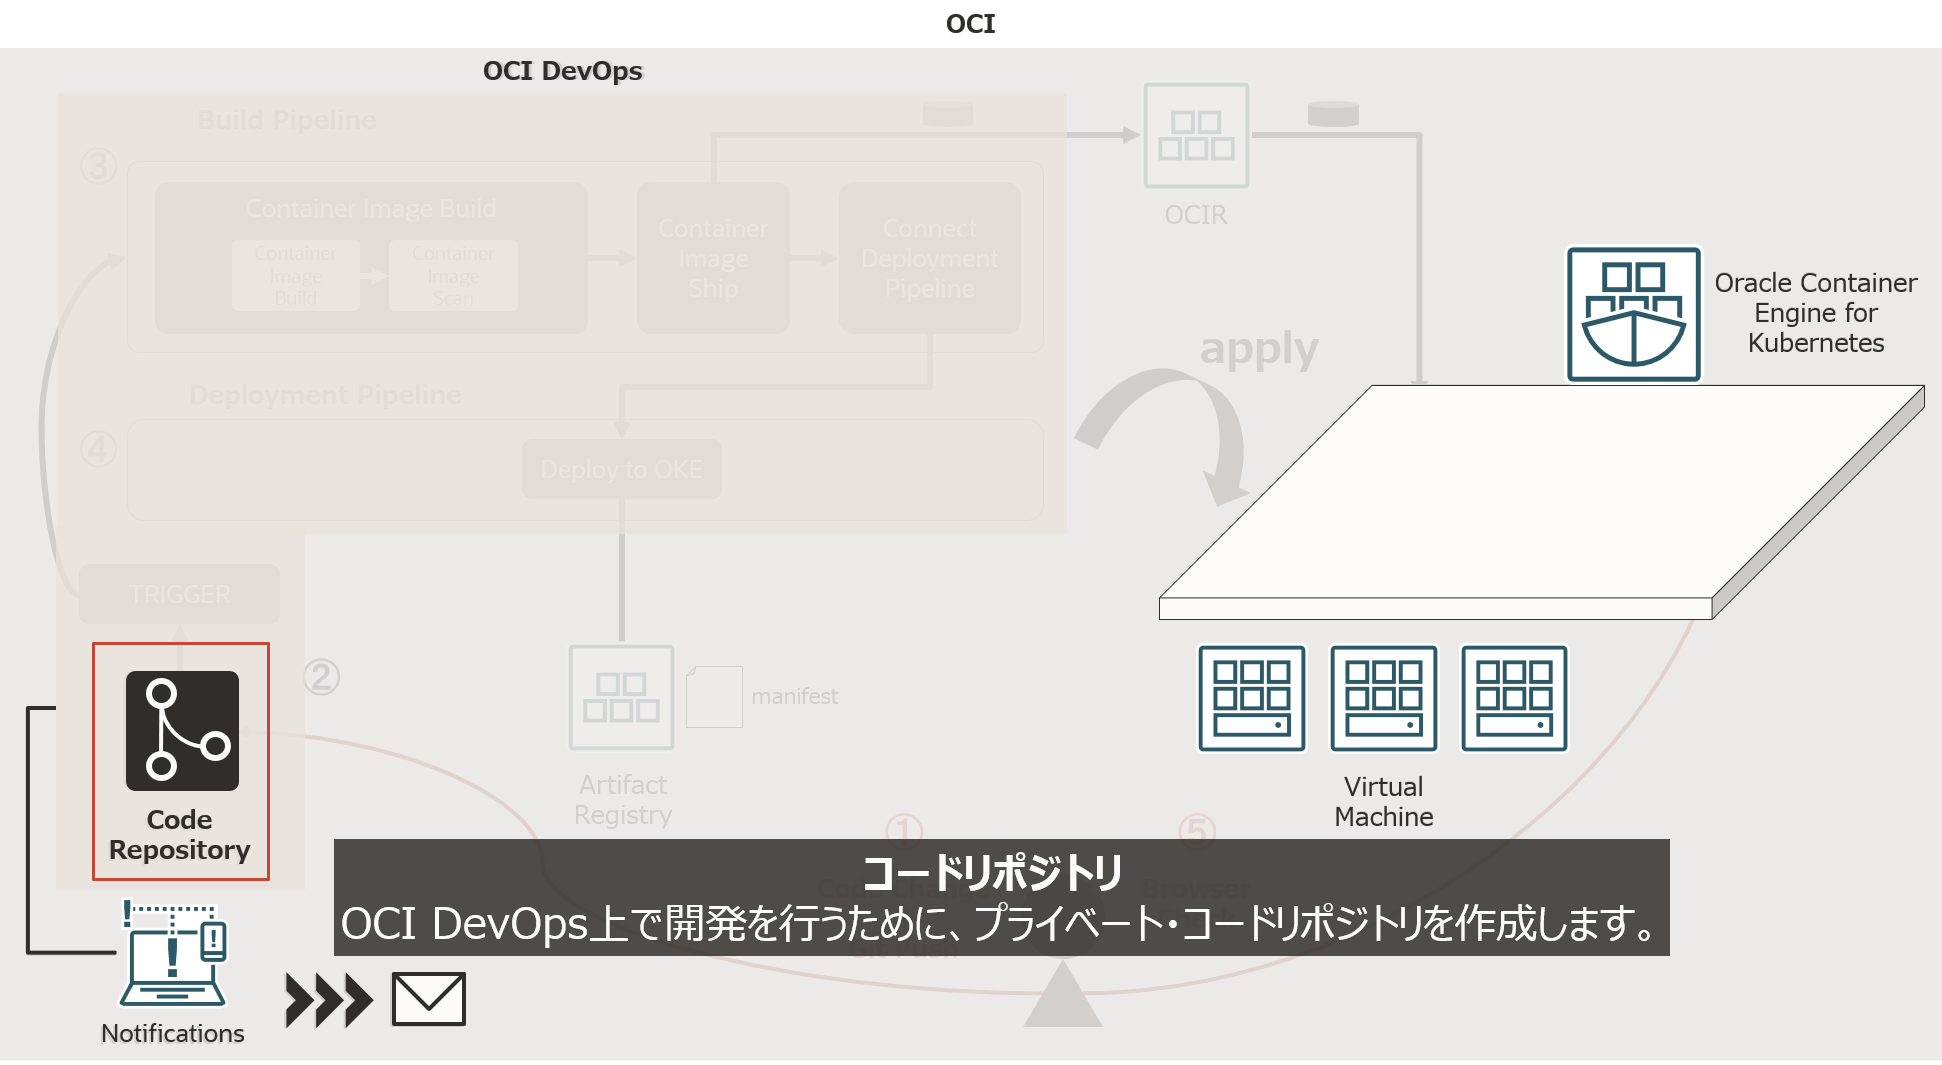 OCI
OCI DevOps
Build Pipeline
③
Container Image Build
Container
Image
Build
Container
Image
Scan
Container
Image
Ship
Connect
Deployment
Pipeline
OCIR
Oracle Container
Engine for
Kubernetes
apply
Deployment Pipeline
④
Deploy to OKE
TRIGGER
②
manifest
Code
Repository
Artifact
Registry
Virtual
Machine
①
⑤
コードリポジトリ
OCI DevOps上で開発を行うために、プライベート・コードリポジトリを作成します。
Notifications